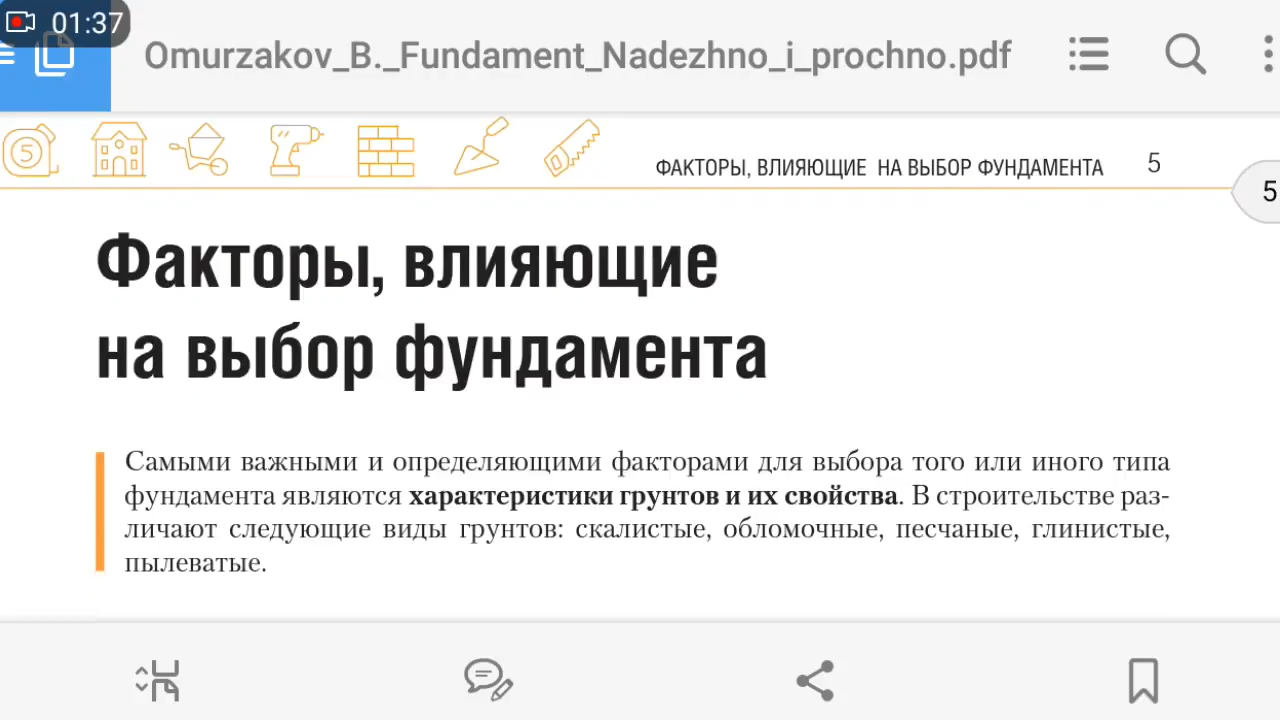 01:37
Omurzakov_B._Fundament_Nadezhno_i_prochno.pdf
5
ФАКТОРЫ, ВЛИЯЮЩИЕ НА ВЫБОР ФУНДАМЕНТА 5
5
Факторы, влияющие
на выбор фундамента
Самыми важными и определяющими факторами для выбора того или иного типа
фундамента являются характеристики грунтов и их свойства. В строительстве раз-
личают следующие виды грунтов: скалистые, обломочные, песчаные, глинистые,
пылеватые.